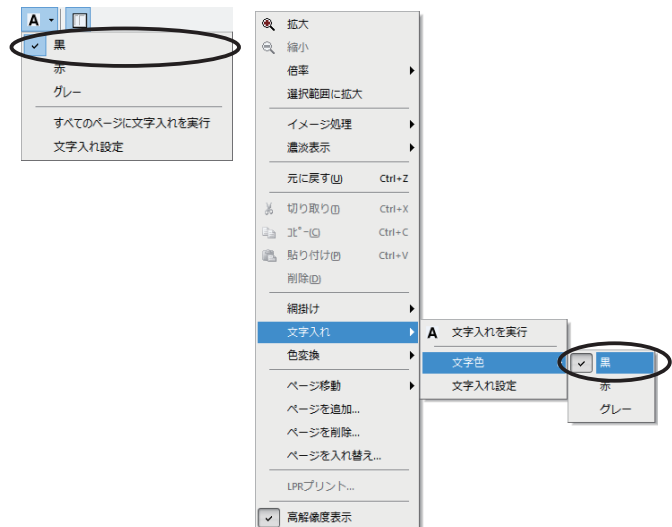 A
黒
赤
グレー
すべてのページに文字入れを実行
文字入れ設定
拡大
縮小
倍率
選択範囲に拡大
イメージ処理
濃淡表示
元に戻す(U) Ctrl+Z
切り取り(T) Ctrl+X
ｺﾋﾟｰ(C) Ctrl+C
貼り付け(P) Ctrl+V
削除(D)
網掛け
文字入れ
色変換
ページ移動
ページを追加...
ページを削除...
ページを入れ替え...
LPRプリント...
高解像度表示
A 文字入れを実行
文字色
文字入れ設定
黒
赤
グレー